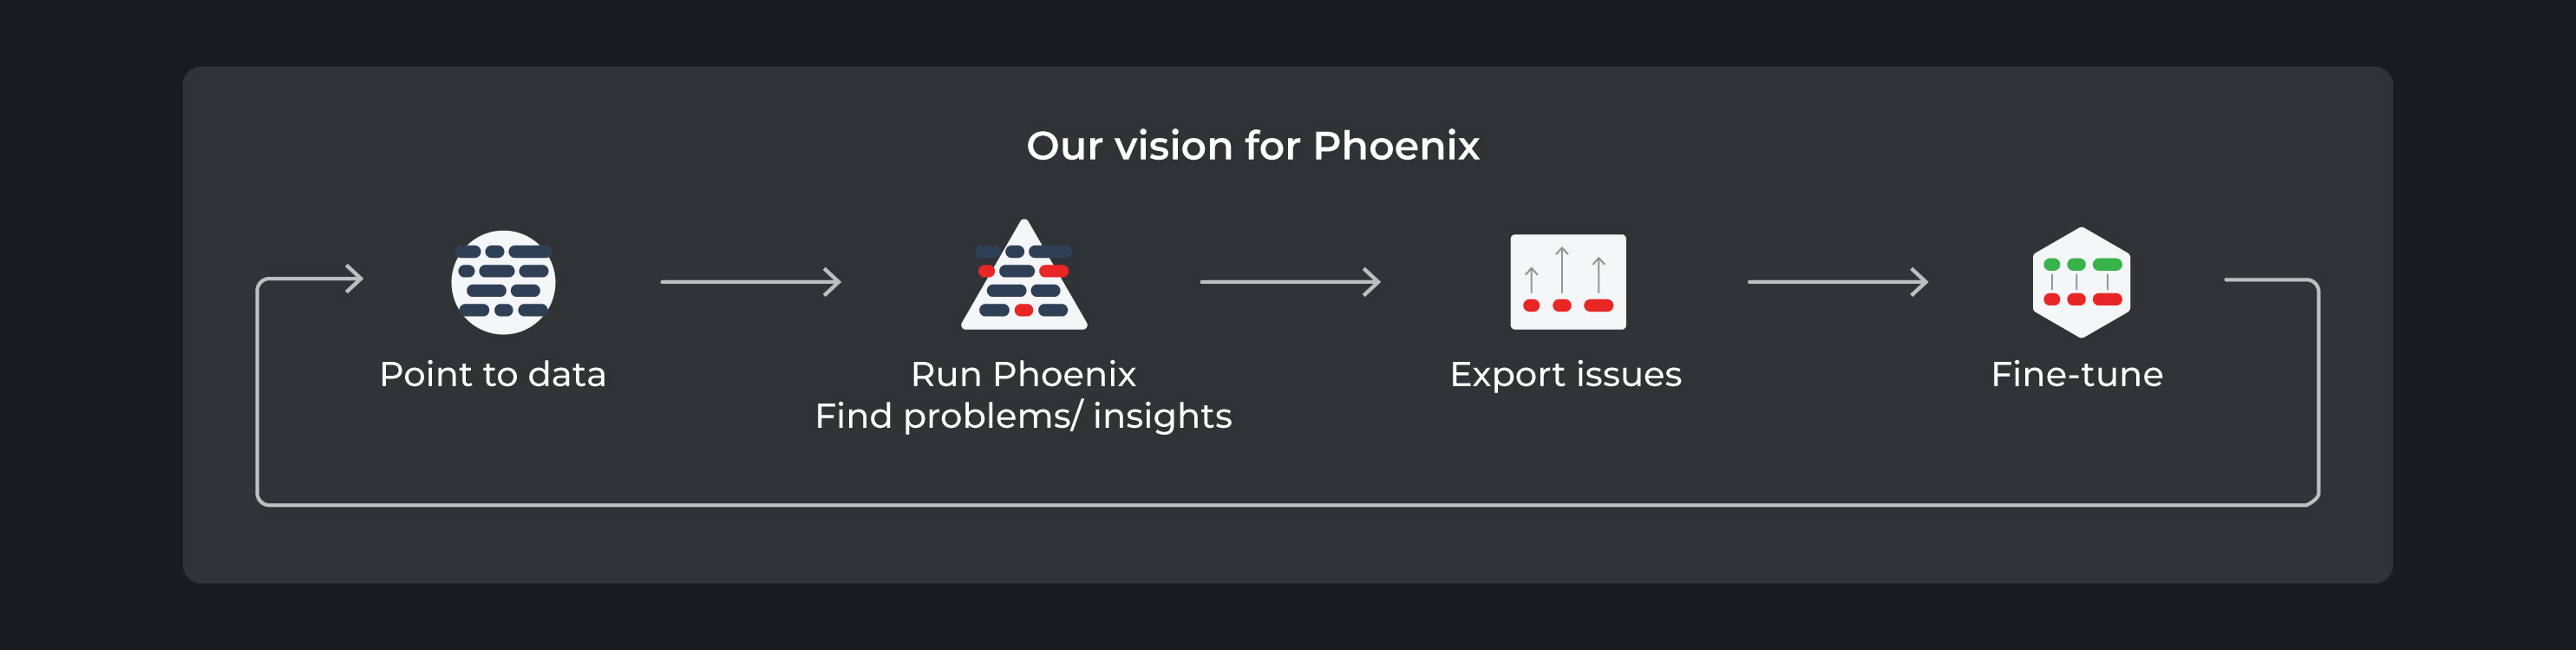 Our vision for Phoenix
Point to data
Run Phoenix
Find problems/ insights
Export issues
Fine-tune